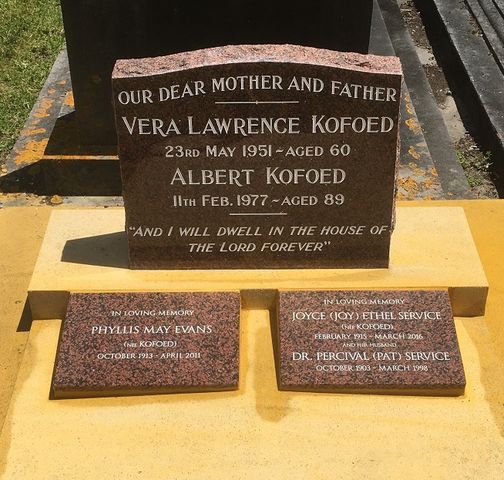 OUR DEAR MOTHER AND FATHER
VERA LAWRENCE KOFOED
23RD MAY 1951 ~ AGED 60
ALBERT KOFOED
11TH FEB. 1977 ~ AGED 89
"AND I WILL DWELL IN THE HOUSE OF
THE LORD FOREVER"
IN LOVING MEMORY
PHYLLIS MAY EVANS
(NEE KOFOED)
OCTOBER 1913 - APRIL 2011
IN LOVING MEMORY
JOYCE (JOY) ETHEL SERVICE
(NEE KOFOED)
FEBRUARY 1915 - MARCH 2016
AND HER HUSBAND
DR. PERCIVAL (PAT) SERVICE
OCTOBER 1903 - MARCH 1998